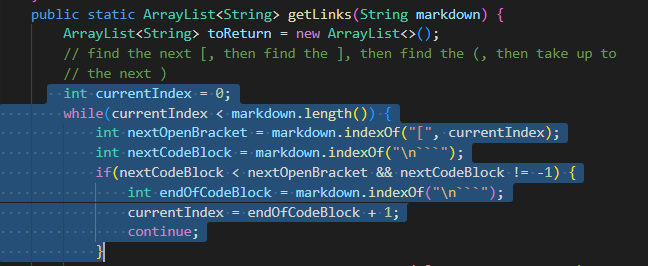 public static ArrayList<String> getLinks(String markdown) {
ArrayList<String> toReturn = new ArrayList<>();
// find the next [, then find the ], then find the (, then take up to
// the next )
int currentIndex = 0;
while(currentIndex < markdown.length()) {
int nextOpenBracket = markdown.indexOf("[", currentIndex);
int nextCodeBlock = markdown.indexOf("\n```");
if(nextCodeBlock < nextOpenBracket && nextCodeBlock != -1) {
int endOfCodeBlock = markdown.indexOf("\n```");
currentIndex = endOfCodeBlock + 1;
continue;
}